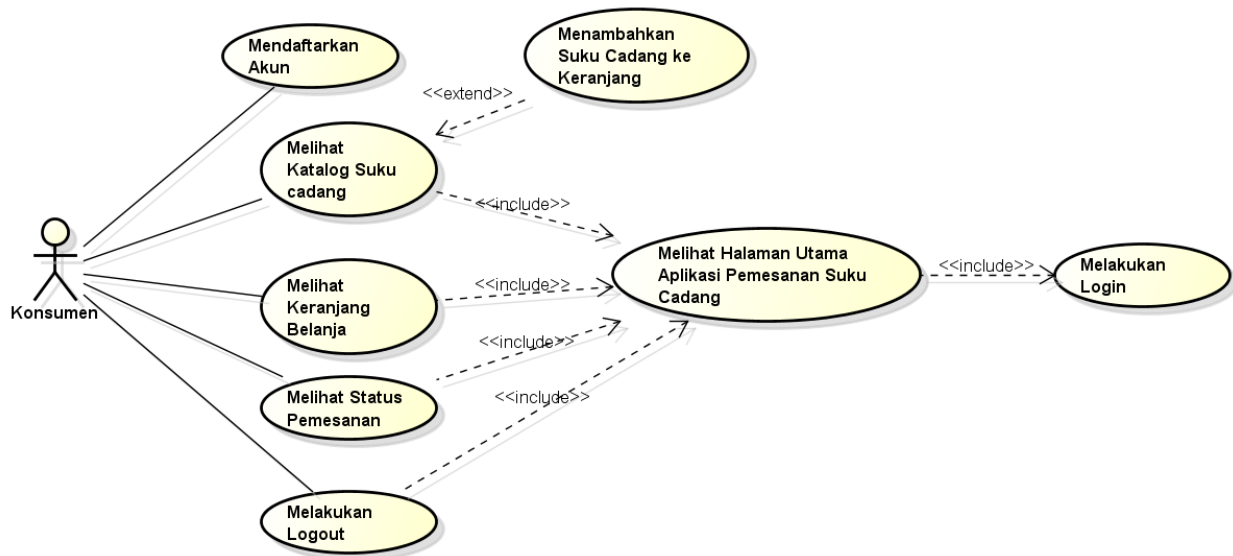 Mendaftarkan
Akun
Menambahkan
Suku Cadang ke
Keranjang
<<extend>>
Melihat
Katalog Suku
cadang
<<include>>
Konsumen
Melihat Halaman Utama
Aplikasi Pemesanan Suku
Cadang
<<include>>
Melakukan
Login
Melihat
Keranjang
Belanja
<<include>>
<<include>>
Melihat Status
Pemesanan
<<include>>
Melakukan
Logout